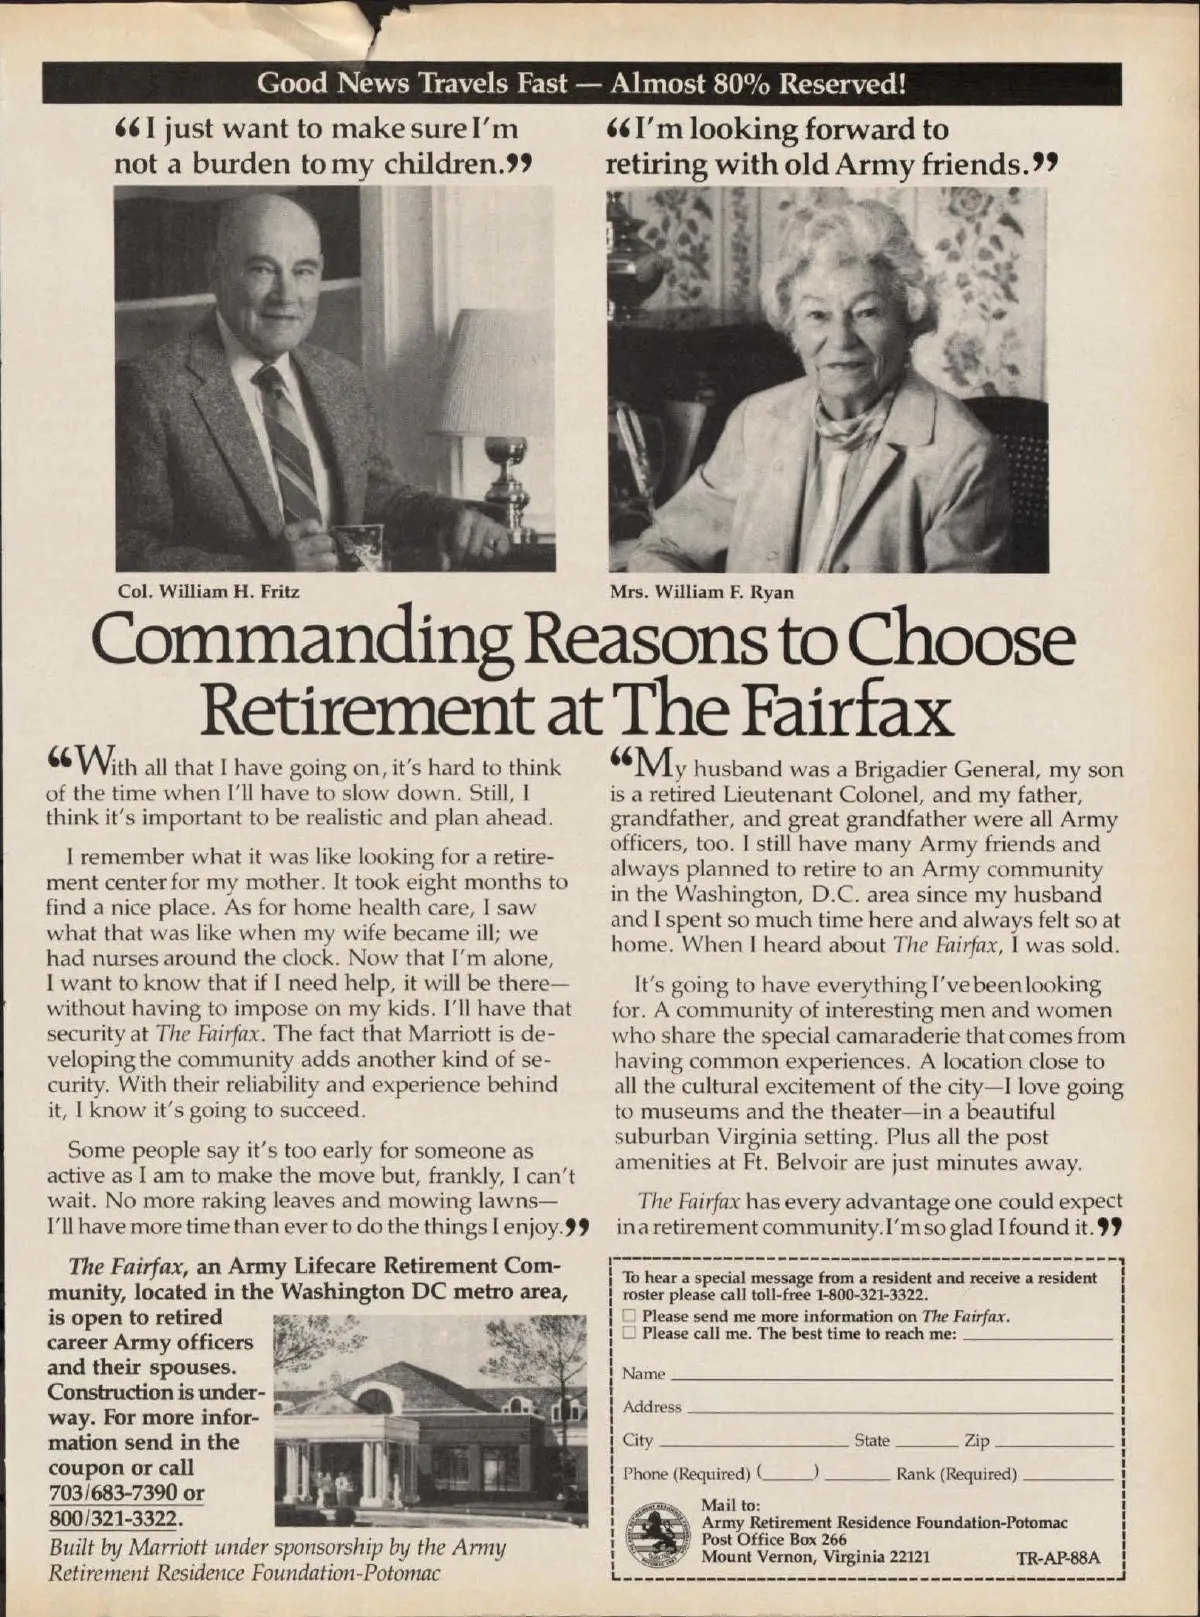 Good News Travels Fast — Almost 80% Reserved!
“I just want to make sure I'm
not a burden to my children.”
Col. William H. Fritz
“I'm looking forward to
retiring with old Army friends.”
Mrs. William F. Ryan
Commanding Reasons to Choose
Retirement at The Fairfax
“With all that I have going on, it's hard to think
of the time when I'll have to slow down. Still, I
think it's important to be realistic and plan ahead.
I remember what it was like looking for a retire-
ment center for my mother. It took eight months to
find a nice place. As for home health care, I saw
what that was like when my wife became ill; we
had nurses around the clock. Now that I'm alone,
I want to know that if I need help, it will be there—
without having to impose on my kids. I'll have that
security at The Fairfax. The fact that Marriott is de-
veloping the community adds another kind of se-
curity. With their reliability and experience behind
it, I know it's going to succeed.
Some people say it's too early for someone as
active as I am to make the move but, frankly, I can't
wait. No more raking leaves and mowing lawns—
I'll have more time than ever to do the things I enjoy.”
The Fairfax, an Army Lifecare Retirement Com-
munity, located in the Washington DC metro area,
is open to retired
career Army officers
and their spouses.
Construction is under-
way. For more infor-
mation send in the
coupon or call
703/683-7390 or
800/321-3322.
Built by Marriott under sponsorship by the Army
Retirement Residence Foundation-Potomac
“My husband was a Brigadier General, my son
is a retired Lieutenant Colonel, and my father,
grandfather, and great grandfather were all Army
officers, too. I still have many Army friends and
always planned to retire to an Army community
in the Washington, D.C. area since my husband
and I spent so much time here and always felt so at
home. When I heard about The Fairfax, I was sold.
It's going to have everything I've been looking
for. A community of interesting men and women
who share the special camaraderie that comes from
having common experiences. A location close to
all the cultural excitement of the city—I love going
to museums and the theater—in a beautiful
suburban Virginia setting. Plus all the post
amenities at Ft. Belvoir are just minutes away.
The Fairfax has every advantage one could expect
in a retirement community. I'm so glad I found it.”
To hear a special message from a resident and receive a resident
roster please call toll-free 1-800-321-3322.
☐ Please send me more information on The Fairfax.
☐ Please call me. The best time to reach me:
Name
Address
City State Zip
Phone (Required) ( ) Rank (Required)
Mail to:
Army Retirement Residence Foundation-Potomac
Post Office Box 266
Mount Vernon, Virginia 22121 TR-AP-88A